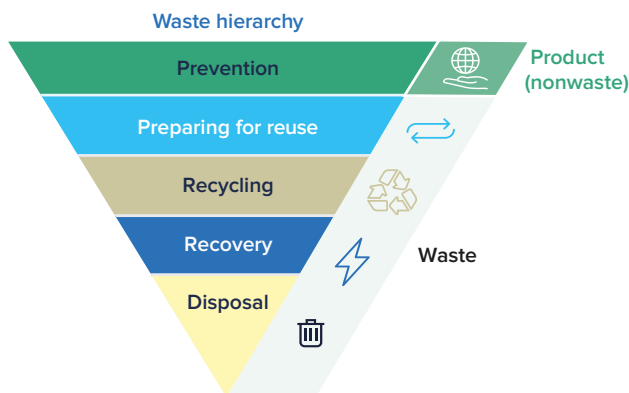 Waste hierarchy
Prevention
Product
(nonwaste)
Preparing for reuse
Recycling
Recovery
Waste
Disposal